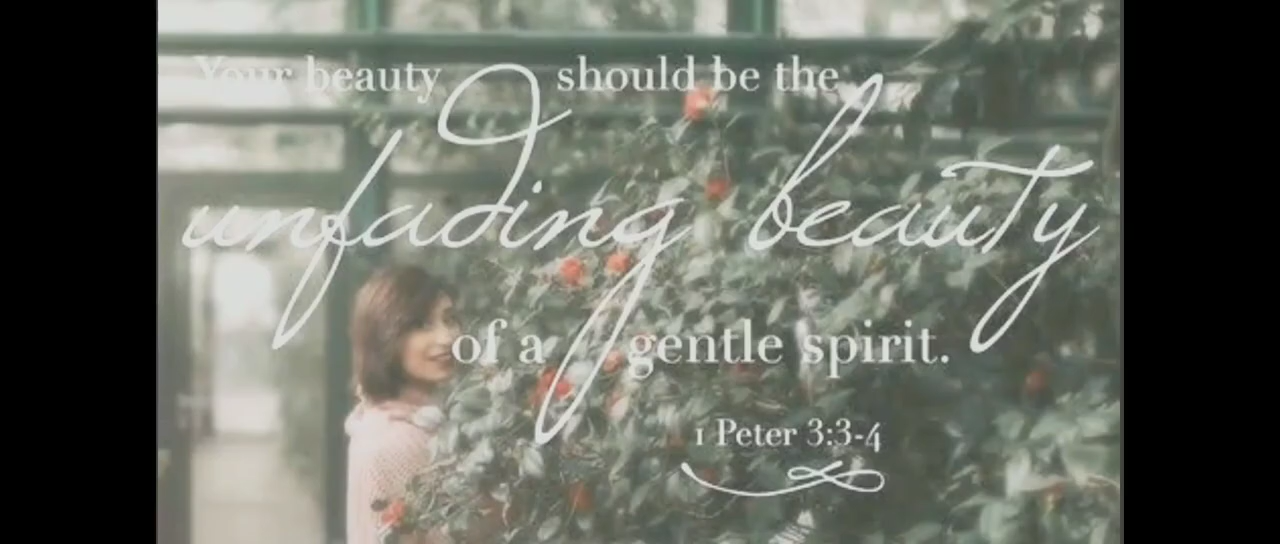 Your beauty should be the
unfading beauty
of a gentle spirit.
1 Peter 3:3-4